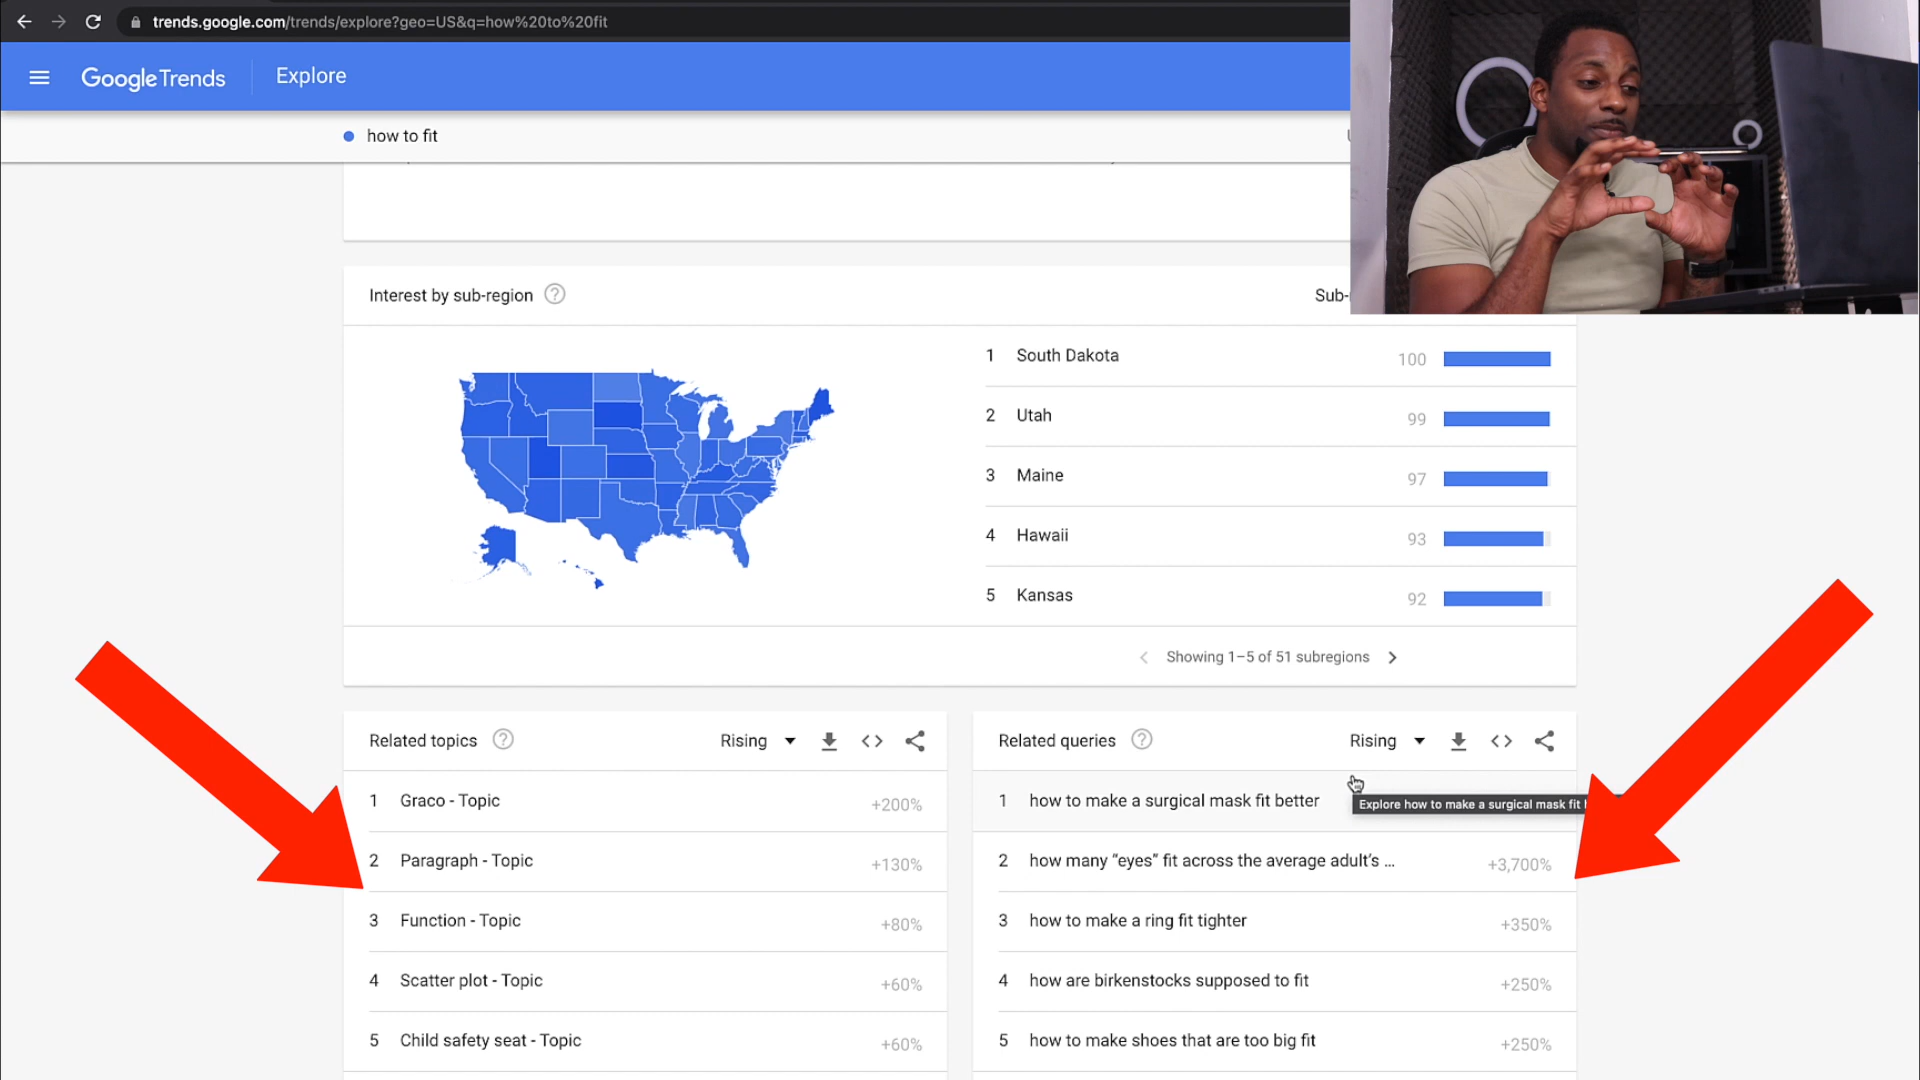 trends.google.com/trends/explore?geo=US&q=how%20to%20fit
Google Trends
Explore
how to fit
Interest by sub-region
Sub-
1 South Dakota 100
2 Utah 99
3 Maine 97
4 Hawaii 93
5 Kansas 92
Showing 1–5 of 51 subregions
Related topics
Rising
1 Graco - Topic +200%
2 Paragraph - Topic +130%
3 Function - Topic +80%
4 Scatter plot - Topic +60%
5 Child safety seat - Topic +60%
Related queries
Rising
1 how to make a surgical mask fit better
Explore how to make a surgical mask fit
2 how many “eyes” fit across the average adult’s ... +3,700%
3 how to make a ring fit tighter +350%
4 how are birkenstocks supposed to fit +250%
5 how to make shoes that are too big fit +250%